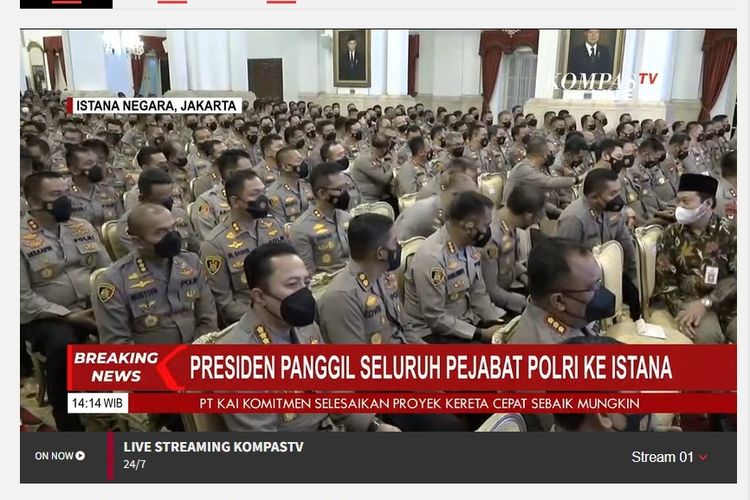 KOMPAS TV
ISTANA NEGARA, JAKARTA
POLRI
BREAKING
NEWS
PRESIDEN PANGGIL SELURUH PEJABAT POLRI KE ISTANA
14:14 WIB
PT KAI KOMITMEN SELESAIKAN PROYEK KERETA CEPAT SEBAIK MUNGKIN
ON NOW
LIVE STREAMING KOMPASTV
24/7
Stream 01